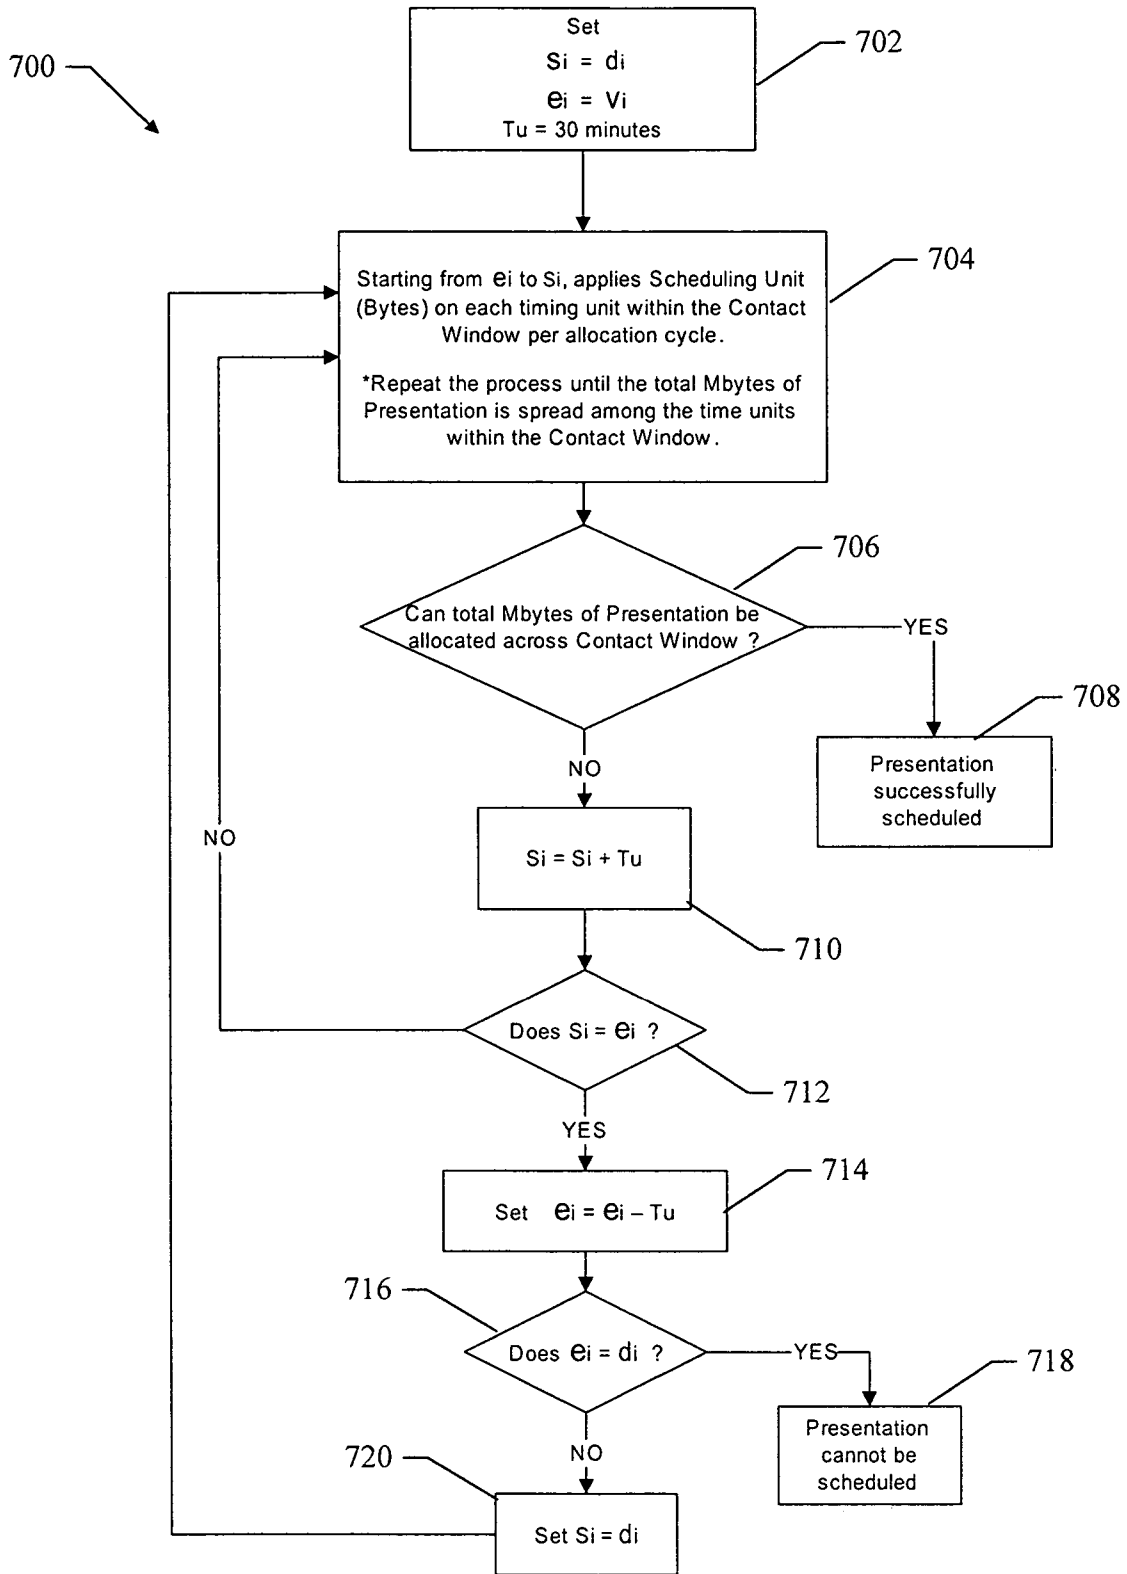 700
Set
Si = di
ei = Vi
Tu = 30 minutes
702
Starting from ei to Si, applies Scheduling Unit
(Bytes) on each timing unit within the Contact
Window per allocation cycle.
*Repeat the process until the total Mbytes of
Presentation is spread among the time units
within the Contact Window.
704
Can total Mbytes of Presentation be
allocated across Contact Window ?
706
YES
708
Presentation
successfully
scheduled
NO
Si = Si + Tu
710
NO
Does Si = ei ?
712
YES
Set ei = ei – Tu
714
716
Does ei = di ?
YES
718
Presentation
cannot be
scheduled
NO
720
Set Si = di